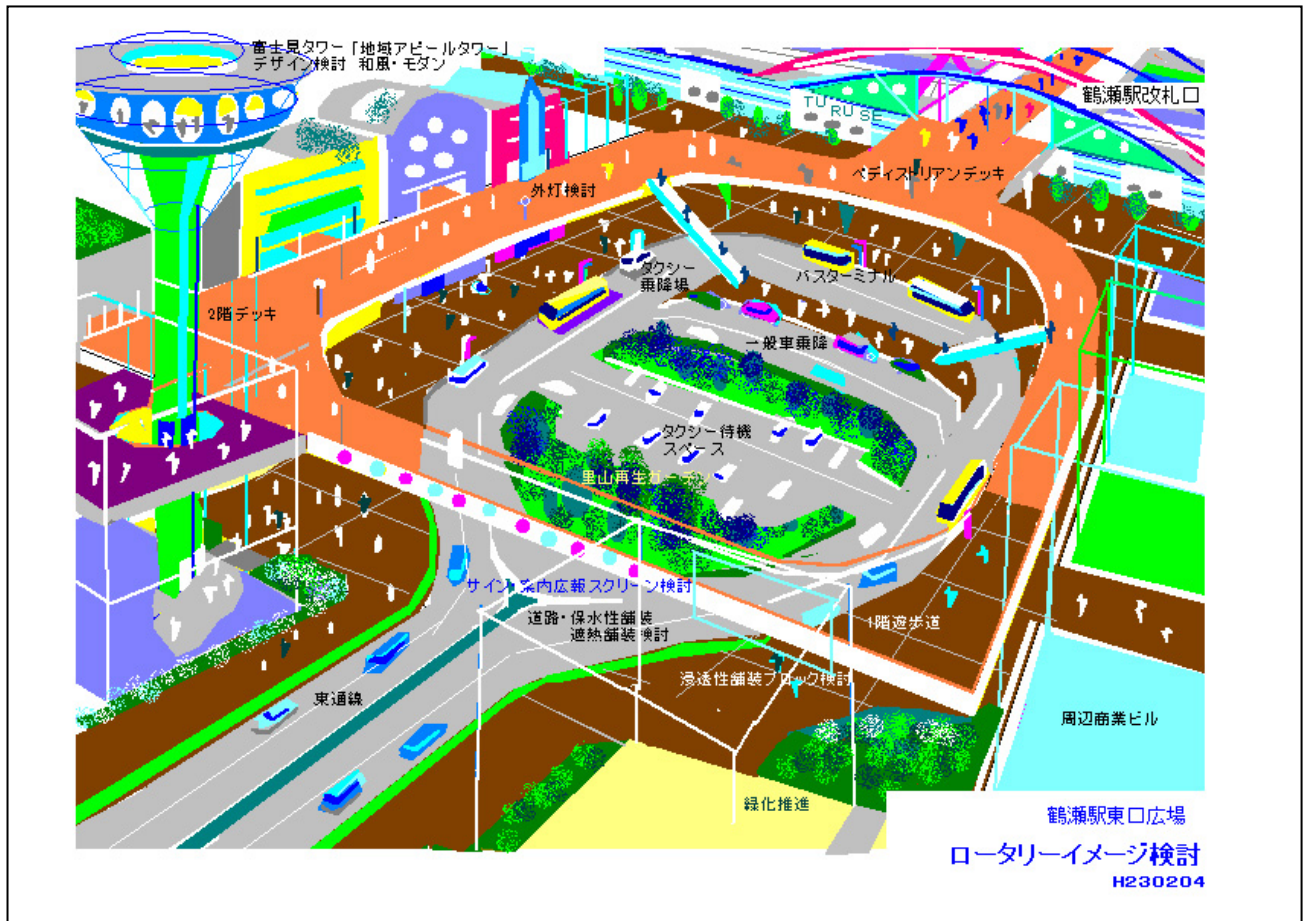 富士見タワー「地域アピールタワー」
デザイン検討 和風・モダン
鶴瀬駅改札口
TURUSE
ペディストリアンデッキ
外灯検討
タクシー
乗降場
バスターミナル
2階デッキ
一般車乗降
タクシー待機
スペース
里山再生ガーデン
サイン・案内広報スクリーン検討
道路・保水性舗装
遮熱舗装検討
1階遊歩道
浸透性舗装ブロック検討
東通線
周辺商業ビル
緑化推進
鶴瀬駅東口広場
ロータリーイメージ検討
H230204